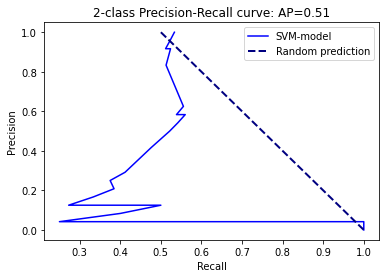 2-class Precision-Recall curve: AP=0.51
SVM-model
Random prediction
Precision
1.0
0.8
0.6
0.4
0.2
0.0
0.3 0.4 0.5 0.6 0.7 0.8 0.9 1.0
Recall